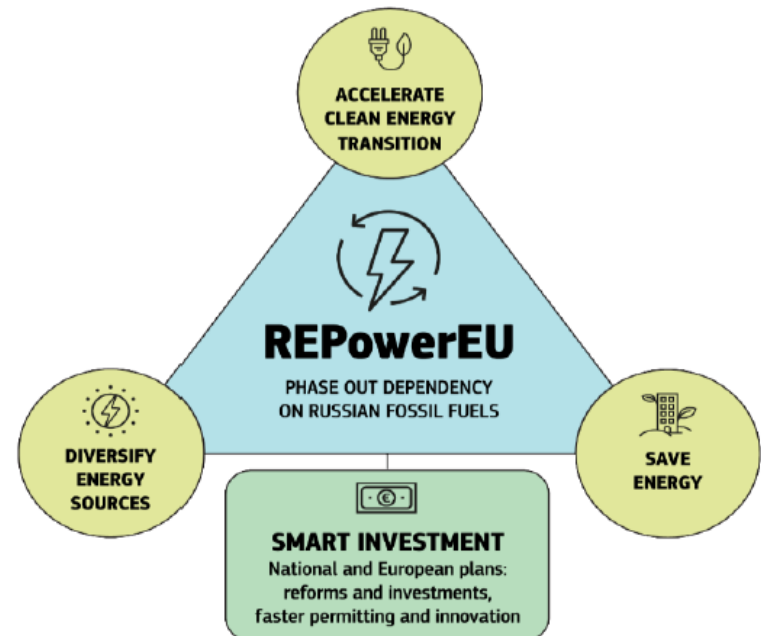 ACCELERATE
CLEAN ENERGY
TRANSITION
REPowerEU
PHASE OUT DEPENDENCY
ON RUSSIAN FOSSIL FUELS
DIVERSIFY
ENERGY
SOURCES
SAVE
ENERGY
SMART INVESTMENT
National and European plans:
reforms and investments,
faster permitting and innovation